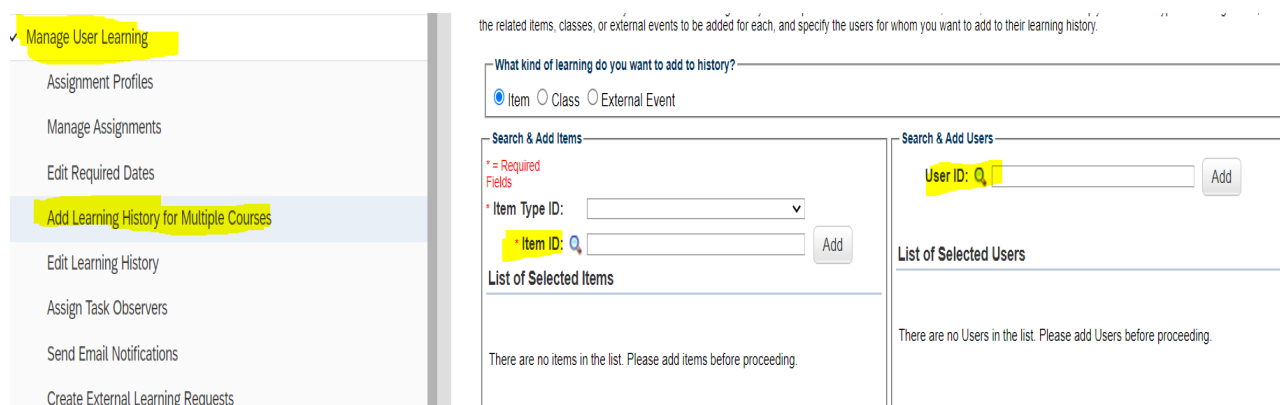 Manage User Learning
Assignment Profiles
Manage Assignments
Edit Required Dates
Add Learning History for Multiple Courses
Edit Learning History
Assign Task Observers
Send Email Notifications
Create External Learning Requests
the related items, classes, or external events to be added for each, and specify the users for whom you want to add to their learning history.
What kind of learning do you want to add to history?
Item Class External Event
Search & Add Items
* = Required
Fields
* Item Type ID:
* Item ID: Add
List of Selected Items
There are no items in the list. Please add items before proceeding.
Search & Add Users
User ID: Add
List of Selected Users
There are no Users in the list. Please add Users before proceeding.